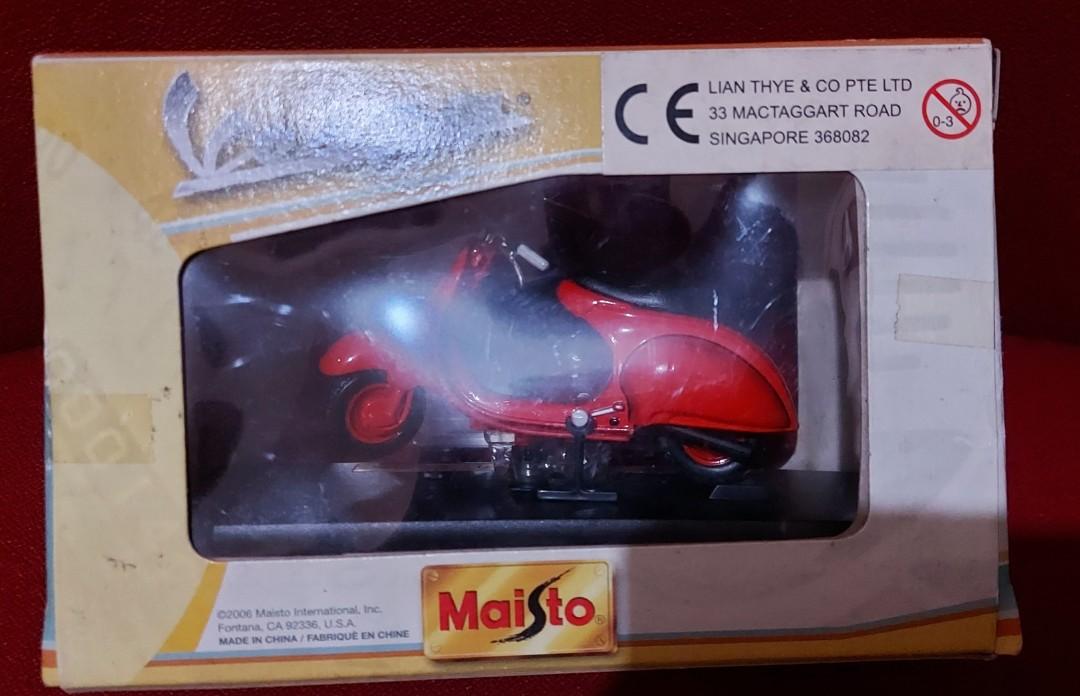 CE
LIAN THYE & CO PTE LTD
33 MACTAGGART ROAD
SINGAPORE 368082
0-3
©2006 Maisto International, Inc.
Fontana, CA 92336, U.S.A.
MADE IN CHINA / FABRIQUÉ EN CHINE
Maisto®